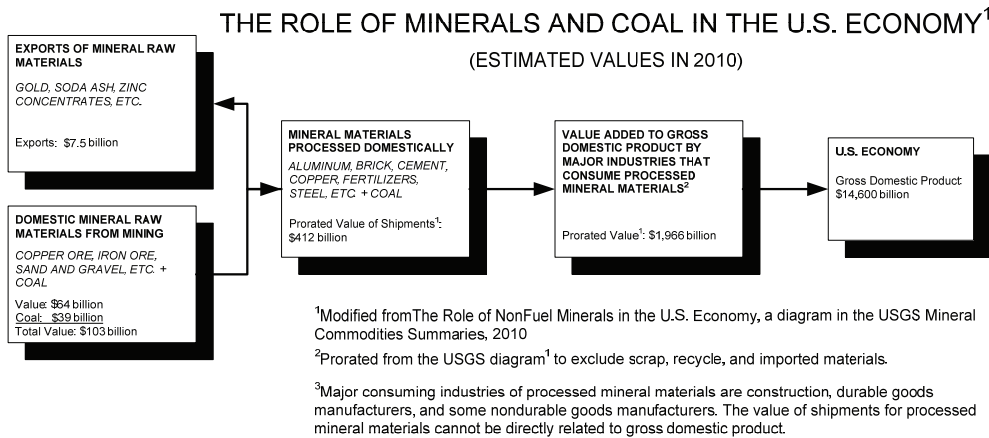 THE ROLE OF MINERALS AND COAL IN THE U.S. ECONOMY¹
(ESTIMATED VALUES IN 2010)
EXPORTS OF MINERAL RAW
MATERIALS
GOLD, SODA ASH, ZINC
CONCENTRATES, ETC.
Exports: $7.5 billion
DOMESTIC MINERAL RAW
MATERIALS FROM MINING
COPPER ORE, IRON ORE,
SAND AND GRAVEL, ETC. +
COAL
Value: $64 billion
Coal: $39 billion
Total Value: $103 billion
MINERAL MATERIALS
PROCESSED DOMESTICALLY
ALUMINUM, BRICK, CEMENT,
COPPER, FERTILIZERS,
STEEL, ETC. + COAL
Prorated Value of Shipments¹:
$412 billion
VALUE ADDED TO GROSS
DOMESTIC PRODUCT BY
MAJOR INDUSTRIES THAT
CONSUME PROCESSED
MINERAL MATERIALS²
Prorated Value¹: $1,966 billion
U.S. ECONOMY
Gross Domestic Product:
$14,600 billion
¹Modified fromThe Role of NonFuel Minerals in the U.S. Economy, a diagram in the USGS Mineral
Commodities Summaries, 2010
²Prorated from the USGS diagram¹ to exclude scrap, recycle, and imported materials.
³Major consuming industries of processed mineral materials are construction, durable goods
manufacturers, and some nondurable goods manufacturers. The value of shipments for processed
mineral materials cannot be directly related to gross domestic product.